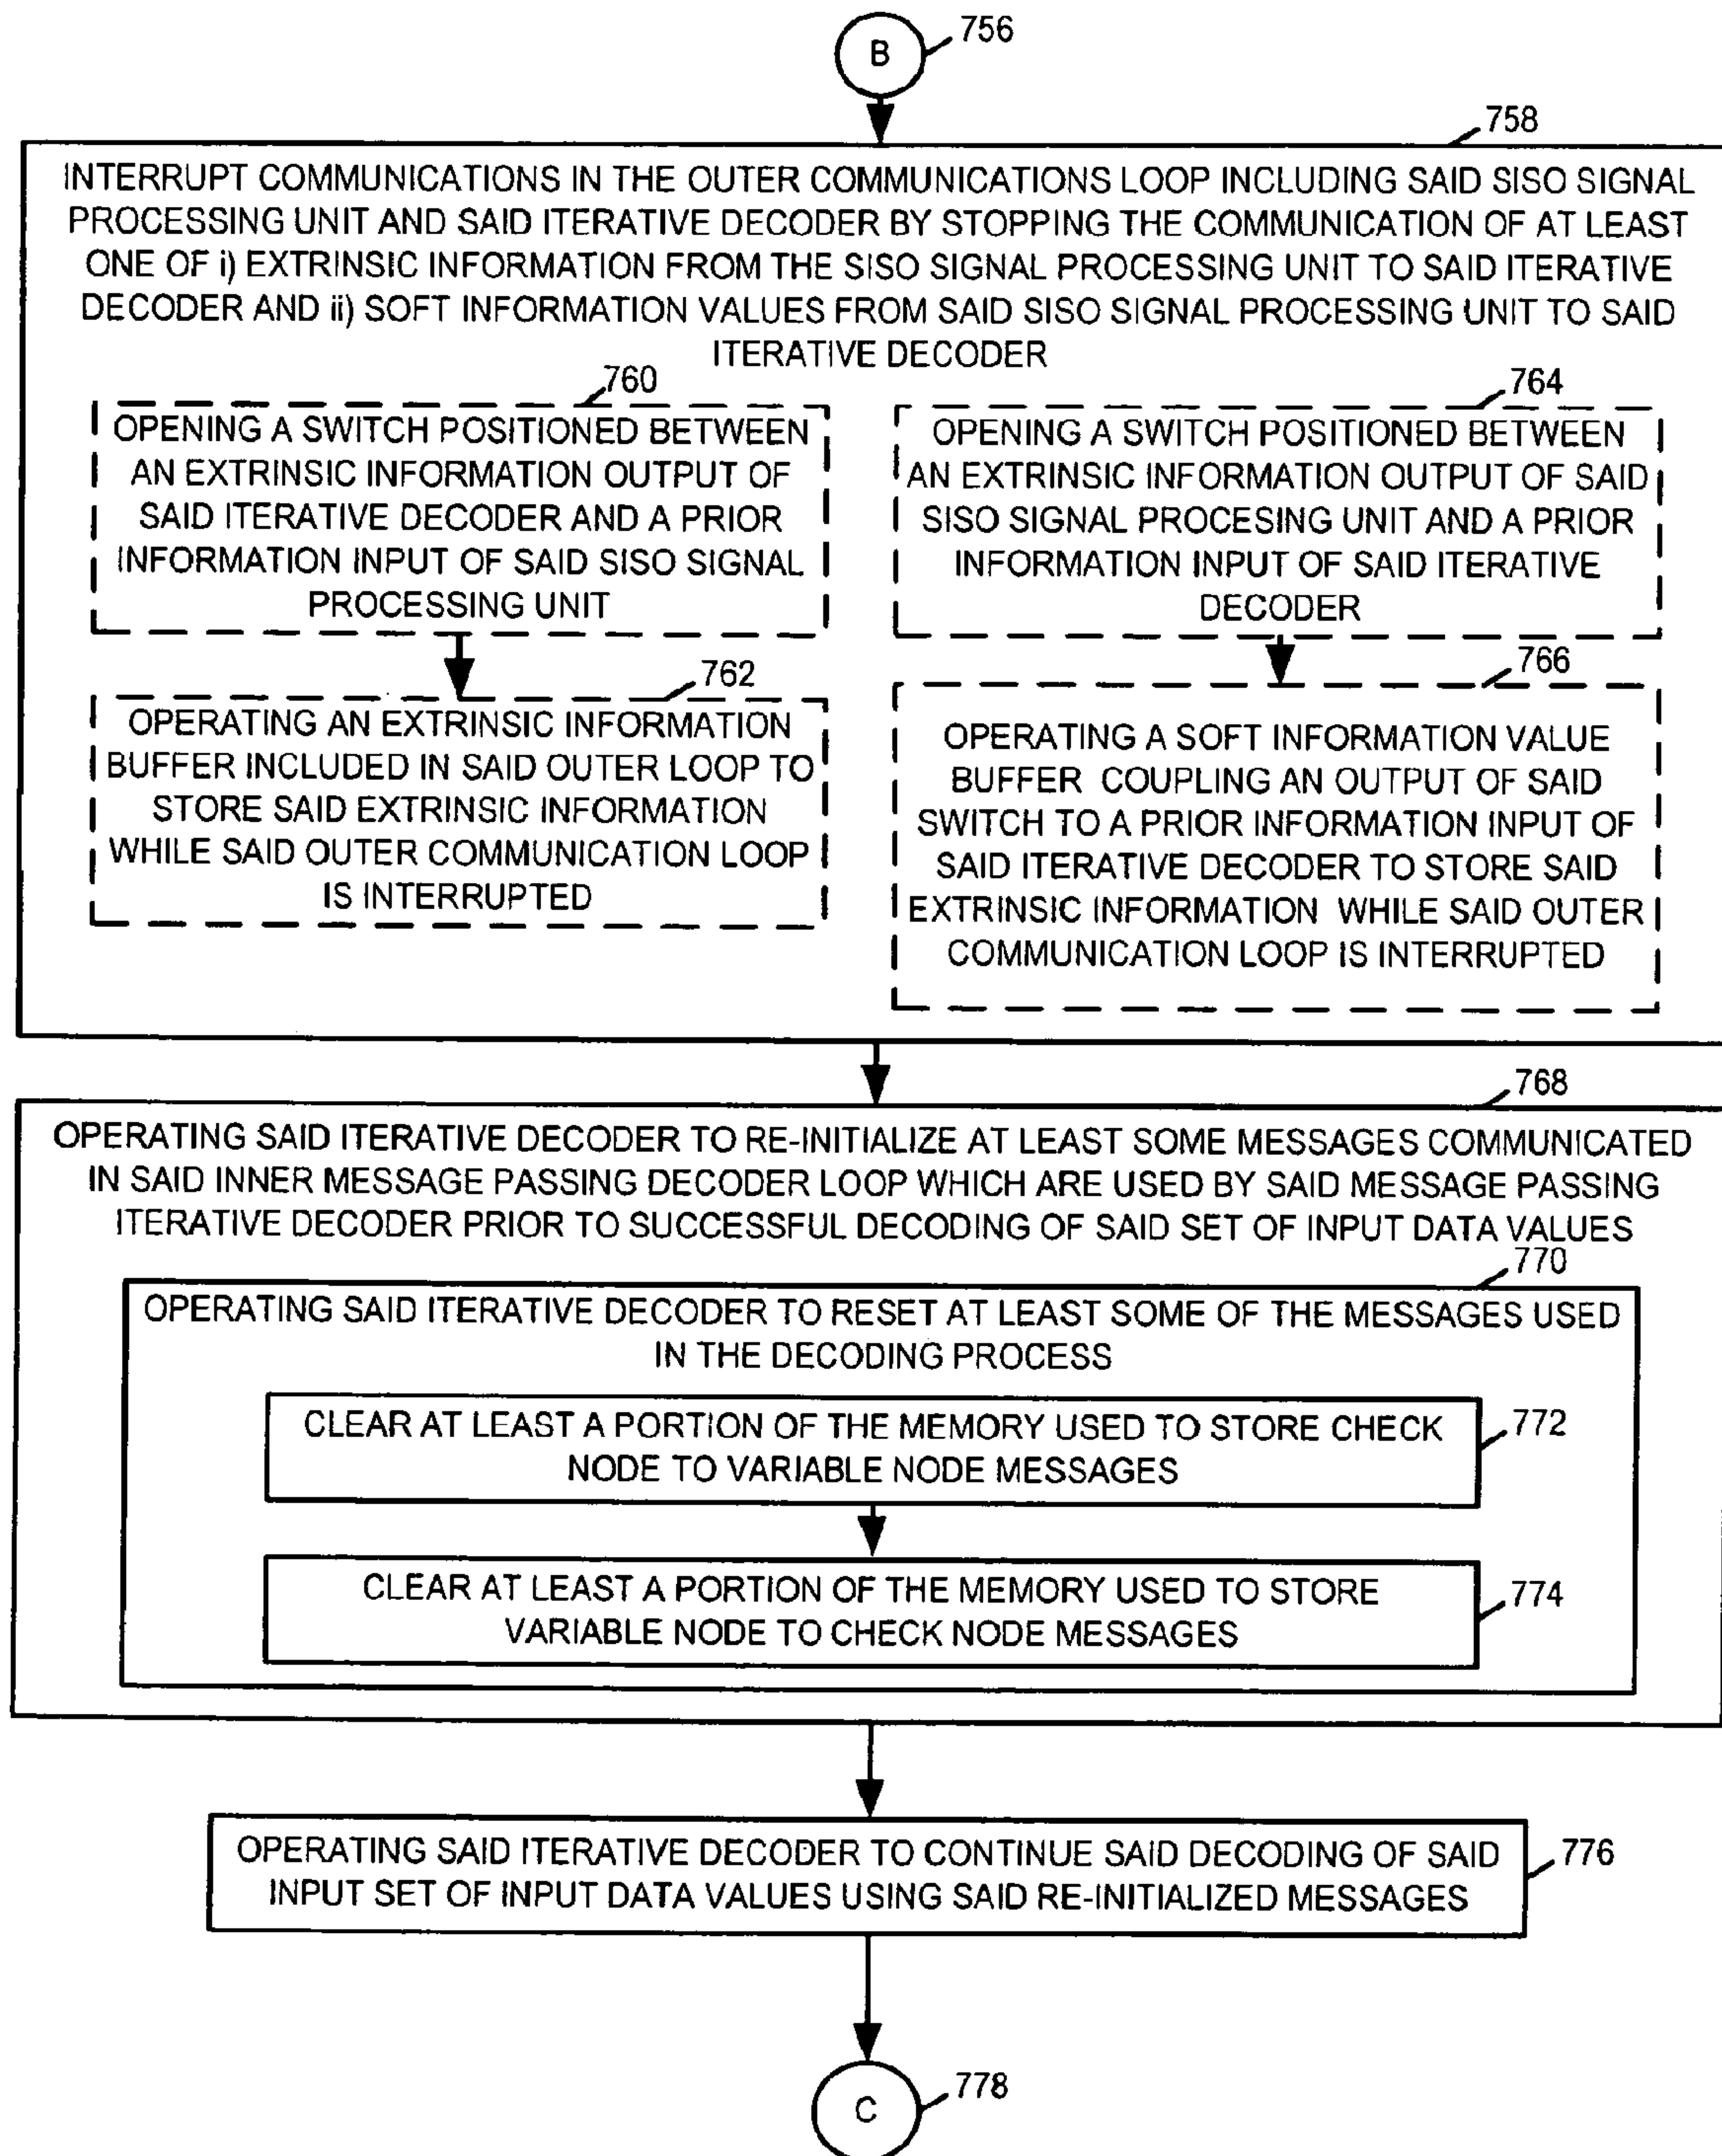 B
756
758
INTERRUPT COMMUNICATIONS IN THE OUTER COMMUNICATIONS LOOP INCLUDING SAID SISO SIGNAL
PROCESSING UNIT AND SAID ITERATIVE DECODER BY STOPPING THE COMMUNICATION OF AT LEAST
ONE OF i) EXTRINSIC INFORMATION FROM THE SISO SIGNAL PROCESSING UNIT TO SAID ITERATIVE
DECODER AND ii) SOFT INFORMATION VALUES FROM SAID SISO SIGNAL PROCESSING UNIT TO SAID
ITERATIVE DECODER
760
OPENING A SWITCH POSITIONED BETWEEN
AN EXTRINSIC INFORMATION OUTPUT OF
SAID ITERATIVE DECODER AND A PRIOR
INFORMATION INPUT OF SAID SISO SIGNAL
PROCESSING UNIT
762
OPERATING AN EXTRINSIC INFORMATION
BUFFER INCLUDED IN SAID OUTER LOOP TO
STORE SAID EXTRINSIC INFORMATION
WHILE SAID OUTER COMMUNICATION LOOP
IS INTERRUPTED
764
OPENING A SWITCH POSITIONED BETWEEN
AN EXTRINSIC INFORMATION OUTPUT OF SAID
SISO SIGNAL PROCESING UNIT AND A PRIOR
INFORMATION INPUT OF SAID ITERATIVE
DECODER
766
OPERATING A SOFT INFORMATION VALUE
BUFFER COUPLING AN OUTPUT OF SAID
SWITCH TO A PRIOR INFORMATION INPUT OF
SAID ITERATIVE DECODER TO STORE SAID
EXTRINSIC INFORMATION WHILE SAID OUTER
COMMUNICATION LOOP IS INTERRUPTED
768
OPERATING SAID ITERATIVE DECODER TO RE-INITIALIZE AT LEAST SOME MESSAGES COMMUNICATED
IN SAID INNER MESSAGE PASSING DECODER LOOP WHICH ARE USED BY SAID MESSAGE PASSING
ITERATIVE DECODER PRIOR TO SUCCESSFUL DECODING OF SAID SET OF INPUT DATA VALUES
770
OPERATING SAID ITERATIVE DECODER TO RESET AT LEAST SOME OF THE MESSAGES USED
IN THE DECODING PROCESS
CLEAR AT LEAST A PORTION OF THE MEMORY USED TO STORE CHECK
NODE TO VARIABLE NODE MESSAGES
772
CLEAR AT LEAST A PORTION OF THE MEMORY USED TO STORE
VARIABLE NODE TO CHECK NODE MESSAGES
774
OPERATING SAID ITERATIVE DECODER TO CONTINUE SAID DECODING OF SAID
INPUT SET OF INPUT DATA VALUES USING SAID RE-INITIALIZED MESSAGES
776
C
778